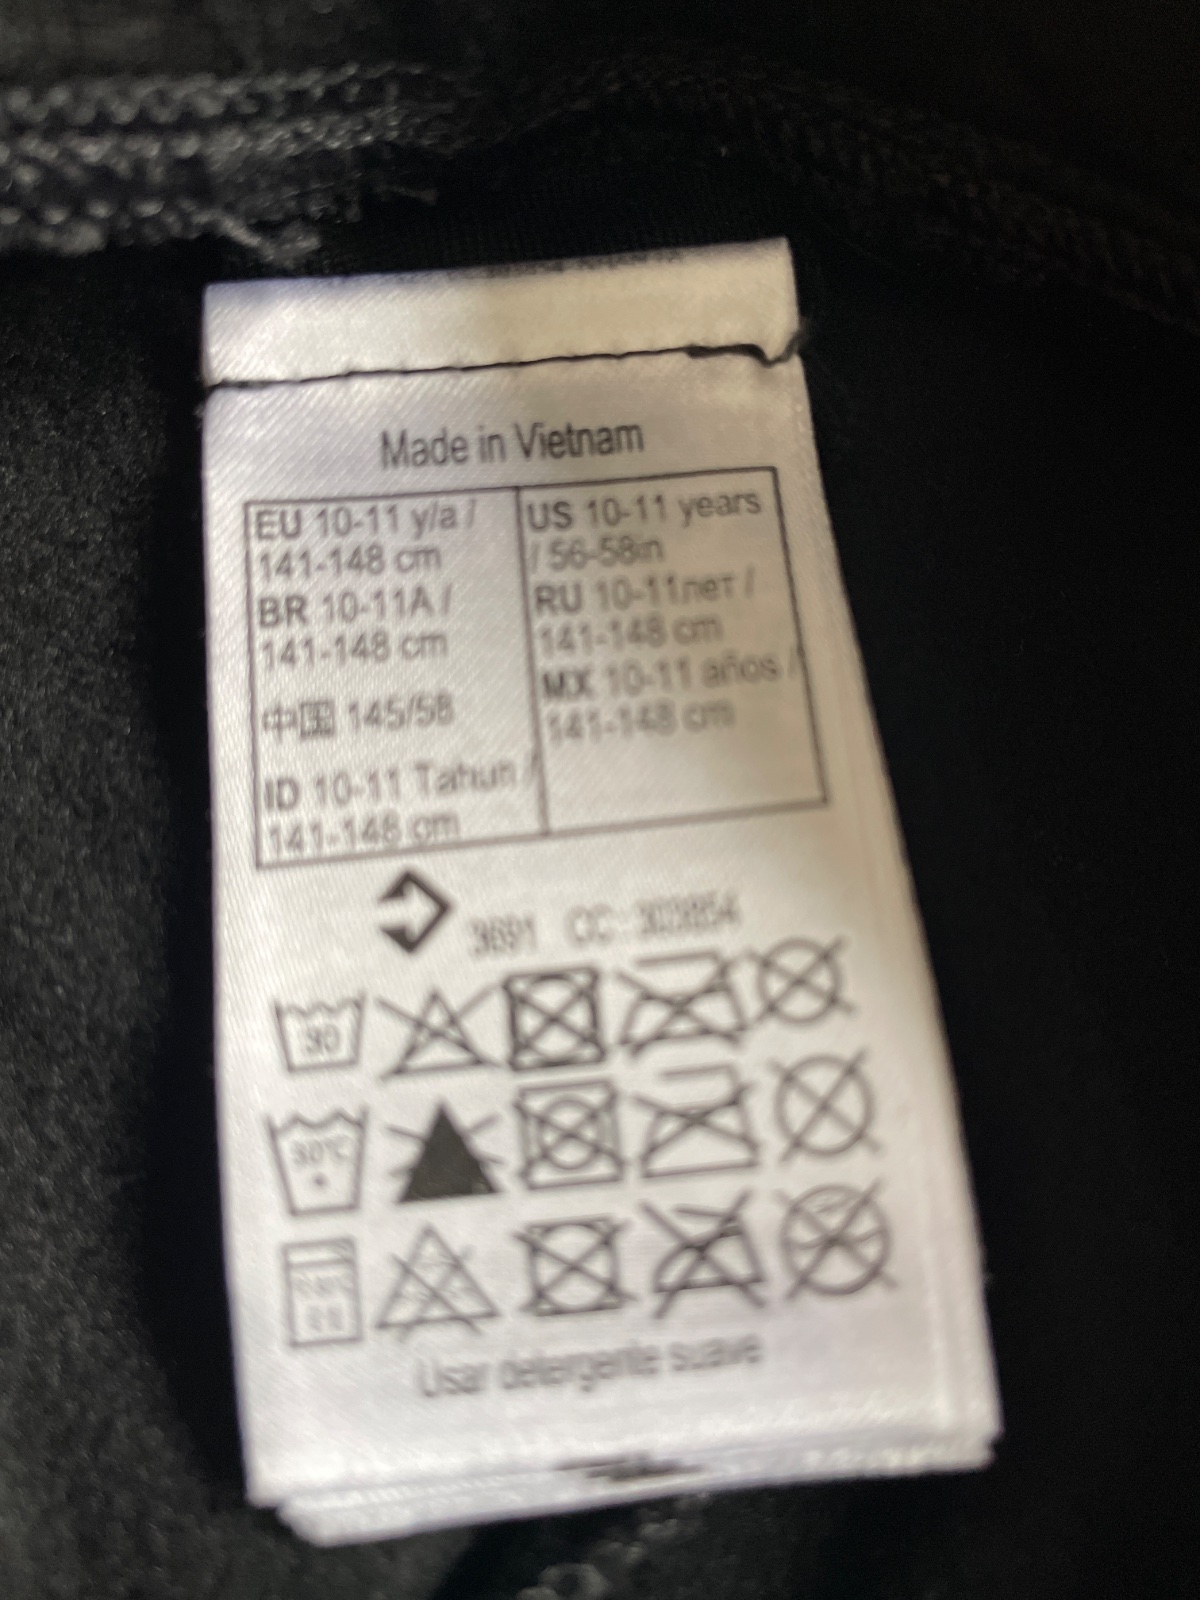 Made in Vietnam
EU 10-11 y/a /
141-148 cm
BR 10-11A /
141-148 cm
中国 145/58
ID 10-11 Tahun /
141-148 cm
US 10-11 years
/ 56-58in
RU 10-11лет /
141-148 cm
MX 10-11 años /
141-148 cm
3691 CC: 303854
30
30°C
Usar detergente suave